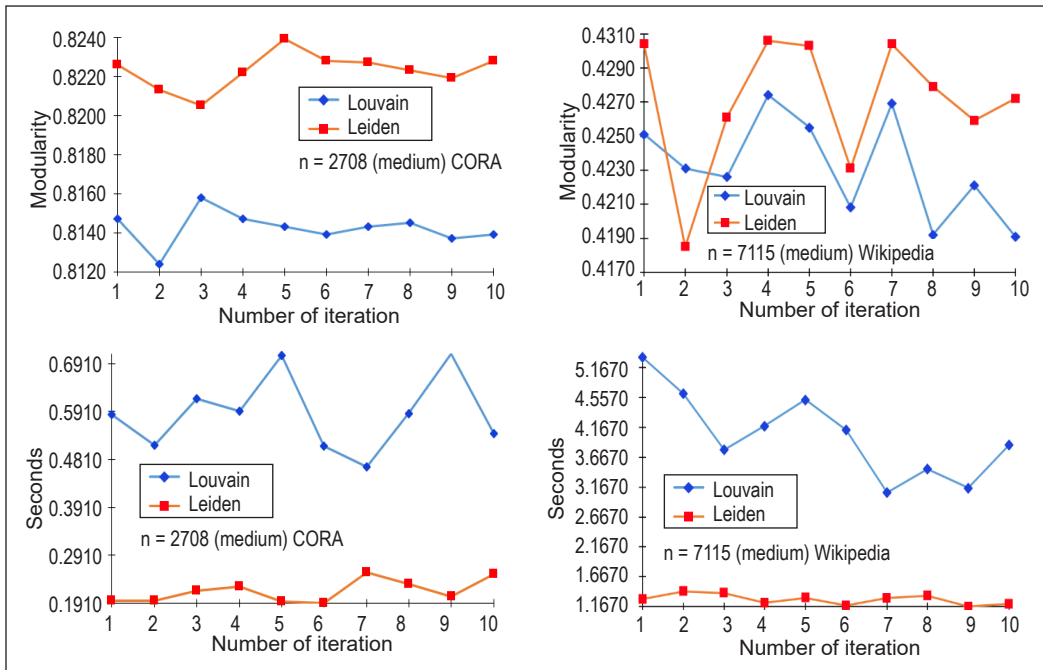 0.8240
0.8220
0.8200
0.8180
0.8160
0.8140
0.8120
Modularity
Louvain
Leiden
n = 2708 (medium) CORA
1 2 3 4 5 6 7 8 9 10
Number of iteration
0.4310
0.4290
0.4270
0.4250
0.4230
0.4210
0.4190
0.4170
Modularity
Louvain
Leiden
n = 7115 (medium) Wikipedia
1 2 3 4 5 6 7 8 9 10
Number of iteration
0.6910
0.5910
0.4810
0.3910
0.2910
0.1910
Seconds
Louvain
Leiden
n = 2708 (medium) CORA
1 2 3 4 5 6 7 8 9 10
Number of iteration
5.1670
4.5570
4.1670
3.6670
3.1670
2.6670
2.1670
1.6670
1.1670
Seconds
Louvain
Leiden
n = 7115 (medium) Wikipedia
1 2 3 4 5 6 7 8 9 10
Number of iteration